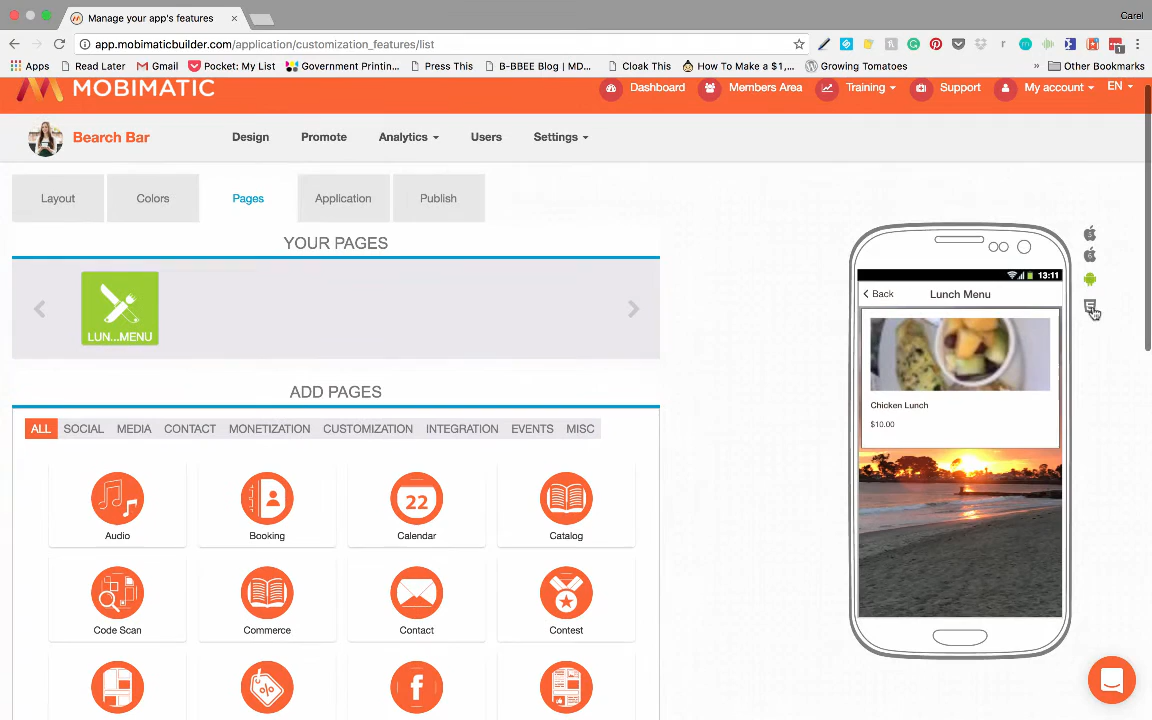 Manage your app's features
Carel
app.mobimaticbuilder.com/application/customization_features/list
Apps Read Later Gmail Pocket: My List Government Printin... Press This B-BBEE Blog | MD... Cloak This How To Make a $1,... Growing Tomatoes » Other Bookmarks
MOBIMATIC
Dashboard Members Area Training Support My account EN
Bearch Bar
Design Promote Analytics Users Settings
Layout Colors Pages Application Publish
YOUR PAGES
LUN...MENU
ADD PAGES
ALL SOCIAL MEDIA CONTACT MONETIZATION CUSTOMIZATION INTEGRATION EVENTS MISC
Audio Booking 22 Calendar Catalog
Code Scan Commerce Contact Contest
13:11
Back Lunch Menu
Chicken Lunch
$10.00